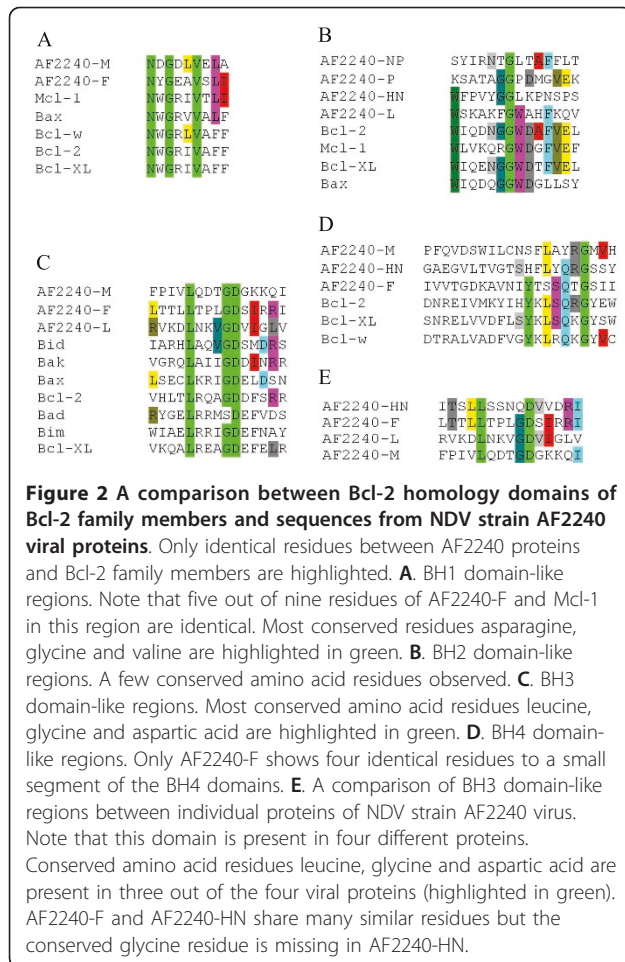 A
AF2240-M NDGDLVELA
AF2240-F NYGEAVSLI
Mcl-1 NWGRIVTLI
Bax NWGRVVALF
Bcl-w NWGRLVAFF
Bcl-2 NWGRIVAFF
Bcl-XL NWGRIVAFF
B
AF2240-NP SYIRNTGLTAFFLT
AF2240-P KSATAGGPDMGVEK
AF2240-HN WFPVYGGLKPNSPS
AF2240-L WSKAKFGWAHFKQV
Bcl-2 WIQDNGGWDAFVEL
Mcl-1 WLVKQRGWDGFVEF
Bcl-XL WIQENGGWDTFVEL
Bax WIQDQGGWDGLLSY
C
AF2240-M FPIVLQDTGDGKKQI
AF2240-F LTTLLTPLGDSIRRI
AF2240-L RVKDLNKVGDVIGLV
Bid IARHLAQVGDSMDRS
Bak VGRQLAIIGDDINRR
Bax LSECLKRIGDELDSN
Bcl-2 VHLTLRQAGDDFSRR
Bad RYGELRRMSDEFVDS
Bim WIAELRRIGDEFNAY
Bcl-XL VKQALREAGDEFELR
D
AF2240-M PFQVDSWILCNSFLAYRGMVH
AF2240-HN GAEGVLTVGTSHFLYQRGSSY
AF2240-F IVVTGDKAVNIYTSSQTGSII
Bcl-2 DNREIVMKYIHYKLSQRGYEW
Bcl-XL SNRELVVDFLSYKLSQKGYSW
Bcl-w DTRALVADFVGYKLRQKGYVC
E
AF2240-HN ITSLLSSNQDVVDRI
AF2240-F LTTLLTPLGDSIRRI
AF2240-L RVKDLNKVGDVIGLV
AF2240-M FPIVLQDTGDGKKQI
Figure 2 A comparison between Bcl-2 homology domains of
Bcl-2 family members and sequences from NDV strain AF2240
viral proteins. Only identical residues between AF2240 proteins
and Bcl-2 family members are highlighted. A. BH1 domain-like
regions. Note that five out of nine residues of AF2240-F and Mcl-1
in this region are identical. Most conserved residues asparagine,
glycine and valine are highlighted in green. B. BH2 domain-like
regions. A few conserved amino acid residues observed. C. BH3
domain-like regions. Most conserved amino acid residues leucine,
glycine and aspartic acid are highlighted in green. D. BH4 domain-
like regions. Only AF2240-F shows four identical residues to a small
segment of the BH4 domains. E. A comparison of BH3 domain-like
regions between individual proteins of NDV strain AF2240 virus.
Note that this domain is present in four different proteins.
Conserved amino acid residues leucine, glycine and aspartic acid are
present in three out of the four viral proteins (highlighted in green).
AF2240-F and AF2240-HN share many similar residues but the
conserved glycine residue is missing in AF2240-HN.